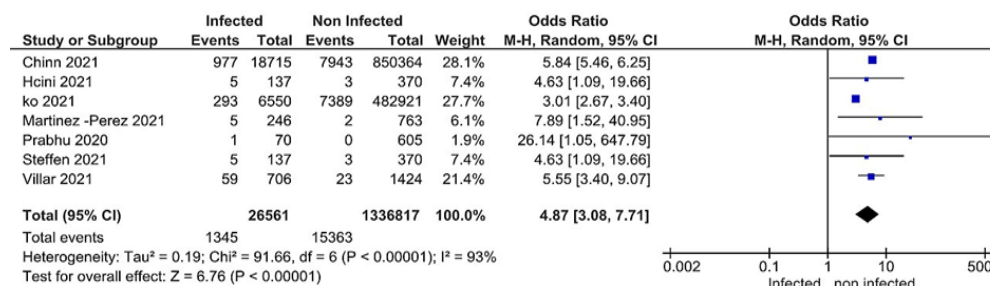 Infected Non Infected Odds Ratio Odds Ratio
Study or Subgroup Events Total Events Total Weight M-H, Random, 95% CI M-H, Random, 95% CI
Chinn 2021 977 18715 7943 850364 28.1% 5.84 [5.46, 6.25]
Hcini 2021 5 137 3 370 7.4% 4.63 [1.09, 19.66]
ko 2021 293 6550 7389 482921 27.7% 3.01 [2.67, 3.40]
Martinez -Perez 2021 5 246 2 763 6.1% 7.89 [1.52, 40.95]
Prabhu 2020 1 70 0 605 1.9% 26.14 [1.05, 647.79]
Steffen 2021 5 137 3 370 7.4% 4.63 [1.09, 19.66]
Villar 2021 59 706 23 1424 21.4% 5.55 [3.40, 9.07]
Total (95% CI) 26561 1336817 100.0% 4.87 [3.08, 7.71]
Total events 1345 15363
Heterogeneity: Tau² = 0.19; Chi² = 91.66, df = 6 (P < 0.00001); I² = 93%
Test for overall effect: Z = 6.76 (P < 0.00001)
0.002 0.1 1 10 500
Infected non infected